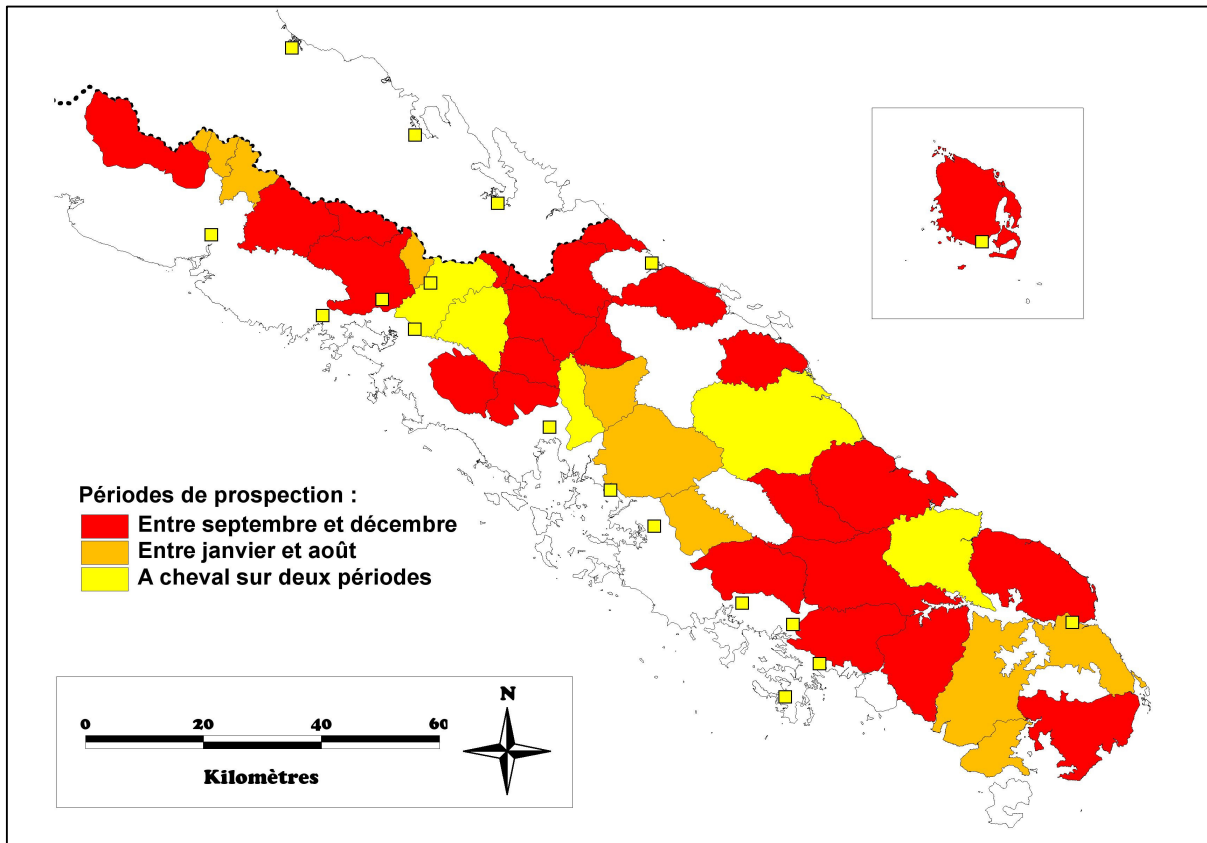 Périodes de prospection :
Entre septembre et décembre
Entre janvier et août
A cheval sur deux périodes
N
0 20 40 60
Kilomètres